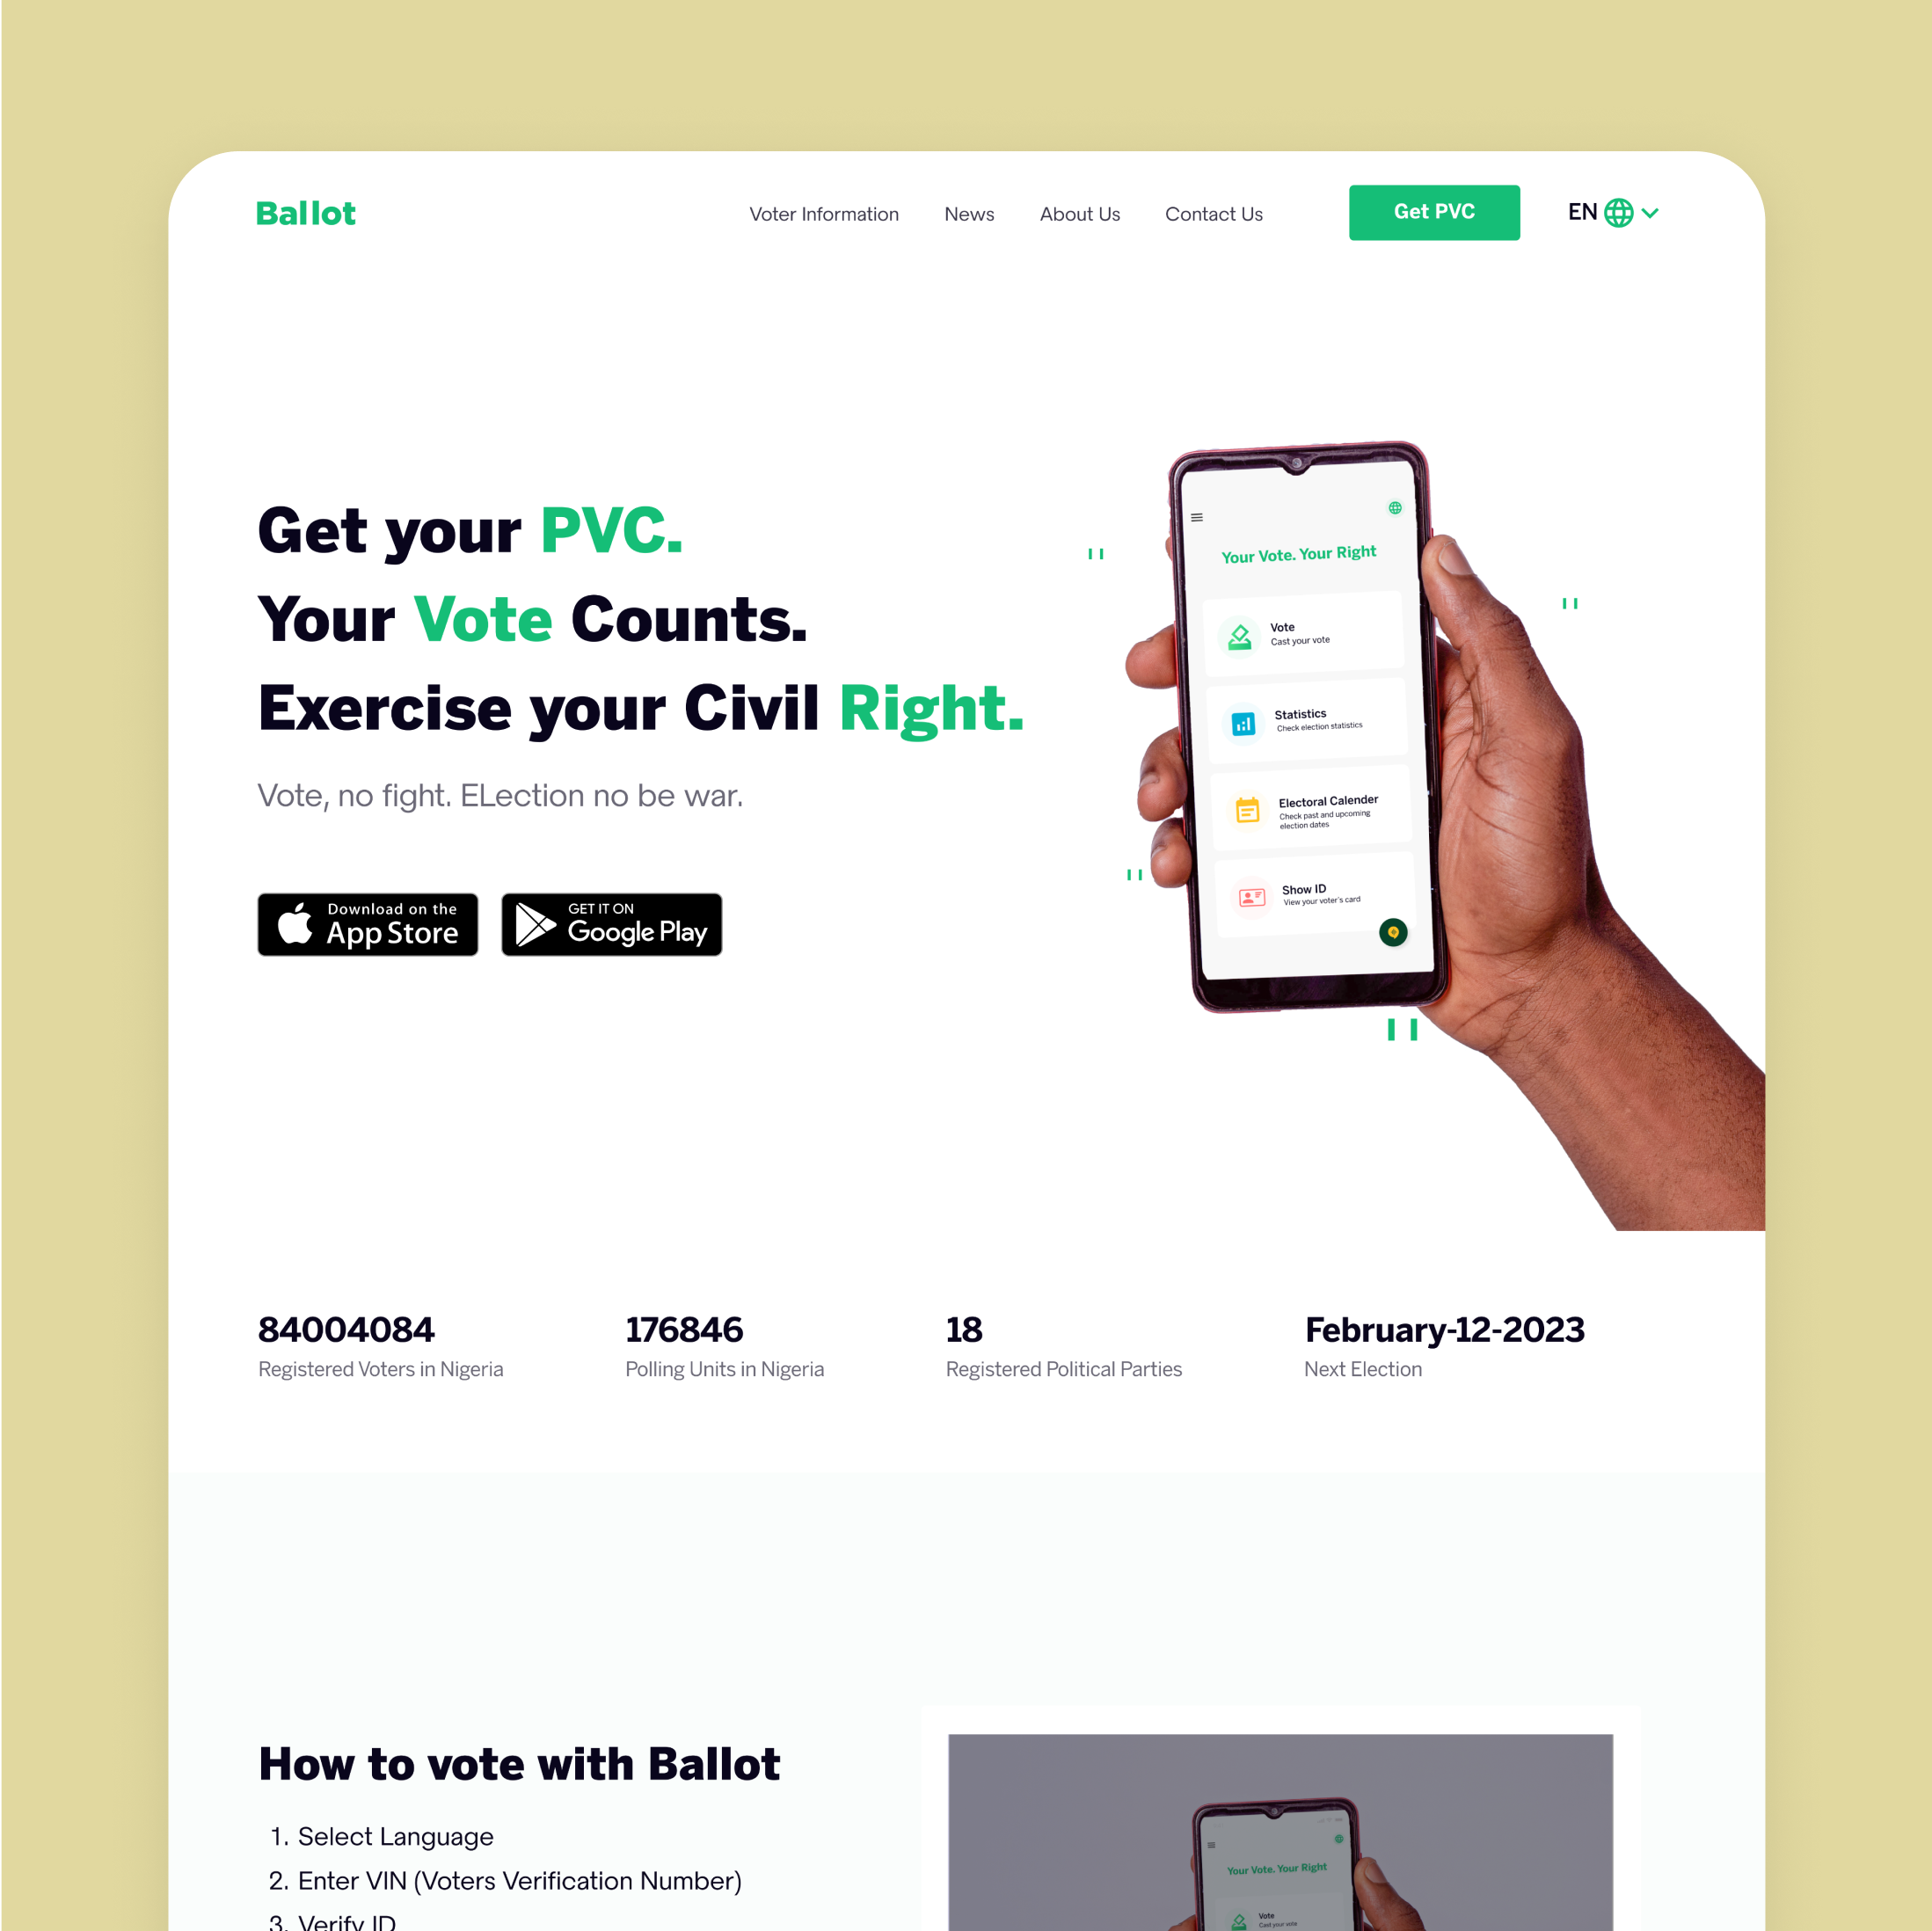 Ballot
Voter Information
News
About Us
Contact Us
Get PVC
EN
Get your PVC.
Your Vote Counts.
Exercise your Civil Right.
Vote, no fight. ELection no be war.
Download on the
App Store
GET IT ON
Google Play
Your Vote. Your Right
Vote
Cast your vote
Statistics
Check election statistics
Electoral Calender
Check past and upcoming
election dates
Show ID
View your voter's card
84004084
Registered Voters in Nigeria
176846
Polling Units in Nigeria
18
Registered Political Parties
February-12-2023
Next Election
How to vote with Ballot
1. Select Language
2. Enter VIN (Voters Verification Number)
3. Verify ID
Your Vote. Your Right
Vote
Cast your vote